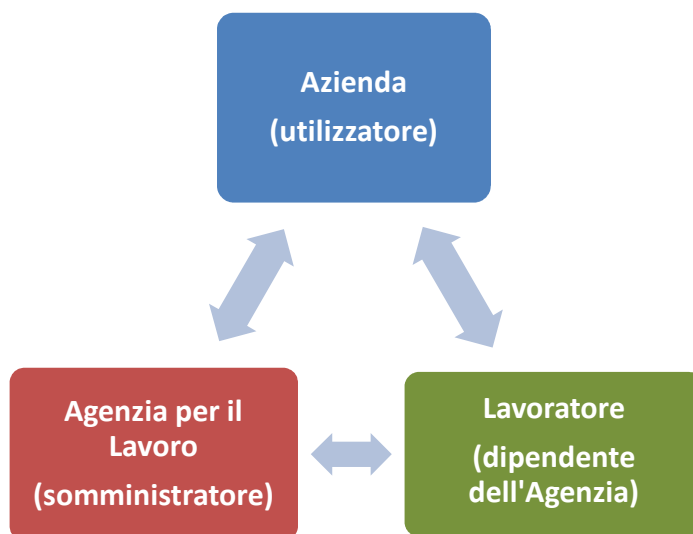 Azienda
(utilizzatore)
Agenzia per il
Lavoro
(somministratore)
Lavoratore
(dipendente
dell'Agenzia)